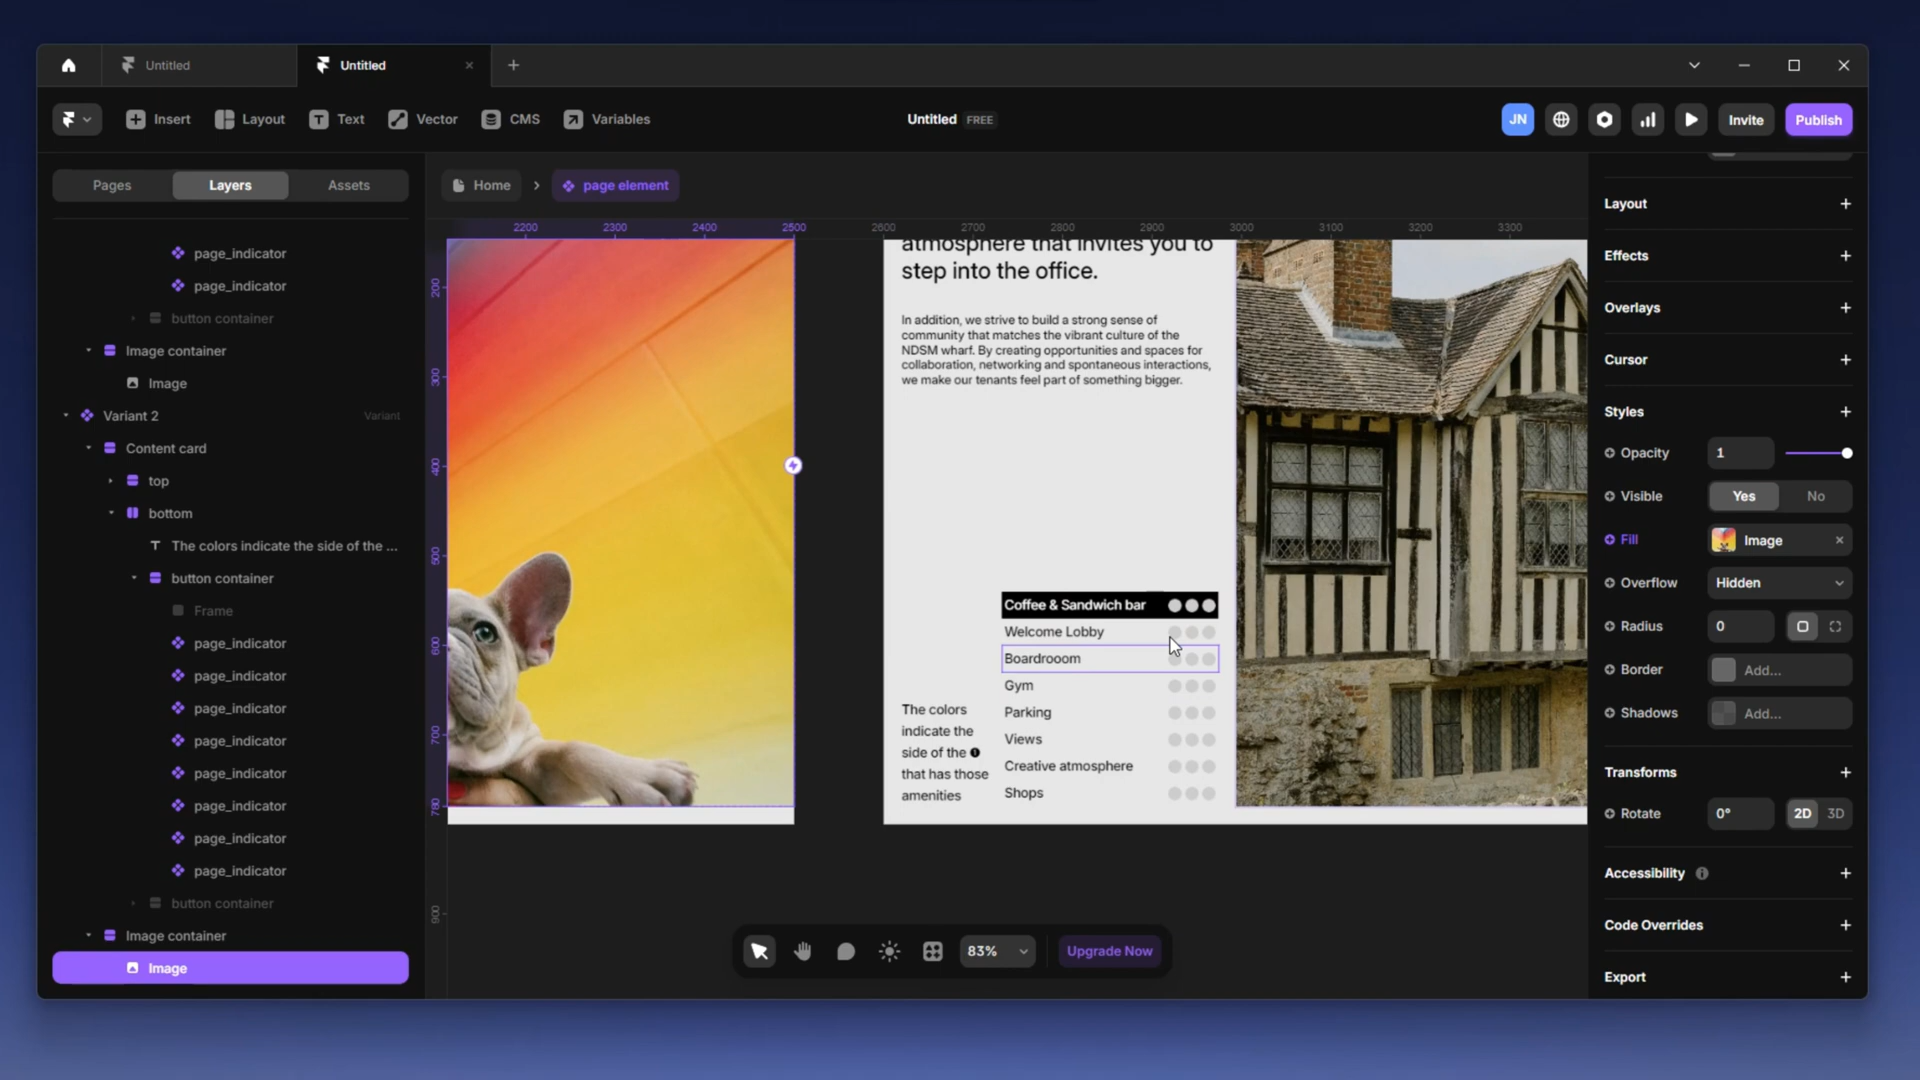 Untitled
Untitled
Insert
Layout
Text
Vector
CMS
Variables
Untitled FREE
JN
Invite
Publish
Pages
Layers
Assets
Home
page element
page_indicator
page_indicator
button container
Image container
Image
Variant 2 Variant
Content card
top
bottom
The colors indicate the side of the ...
button container
Frame
page_indicator
page_indicator
page_indicator
page_indicator
page_indicator
page_indicator
page_indicator
page_indicator
button container
Image container
Image
2200 2300 2400 2500 2600 2700 2800 2900 3000 3100 3200 3300
200
300
400
500
600
700
780
900
atmosphere that invites you to
step into the office.
In addition, we strive to build a strong sense of
community that matches the vibrant culture of the
NDSM wharf. By creating opportunities and spaces for
collaboration, networking and spontaneous interactions,
we make our tenants feel part of something bigger.
Coffee & Sandwich bar
Welcome Lobby
Boardrooom
Gym
Parking
Views
Creative atmosphere
Shops
The colors
indicate the
side of the
that has those
amenities
83%
Upgrade Now
Layout
Effects
Overlays
Cursor
Styles
Opacity 1
Visible Yes No
Fill Image
Overflow Hidden
Radius 0
Border Add...
Shadows Add...
Transforms
Rotate 0° 2D 3D
Accessibility
Code Overrides
Export